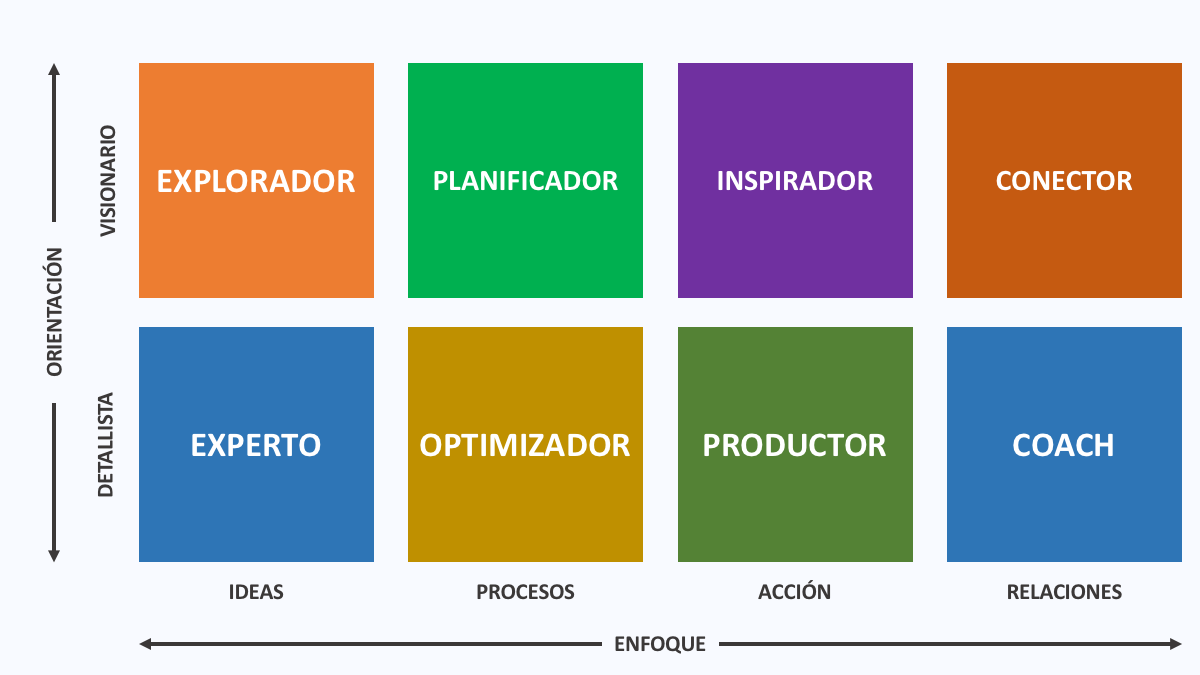 VISIONARIO
EXPLORADOR
PLANIFICADOR
INSPIRADOR
CONECTOR
ORIENTACIÓN
DETALLISTA
EXPERTO
OPTIMIZADOR
PRODUCTOR
COACH
IDEAS
PROCESOS
ACCIÓN
RELACIONES
ENFOQUE